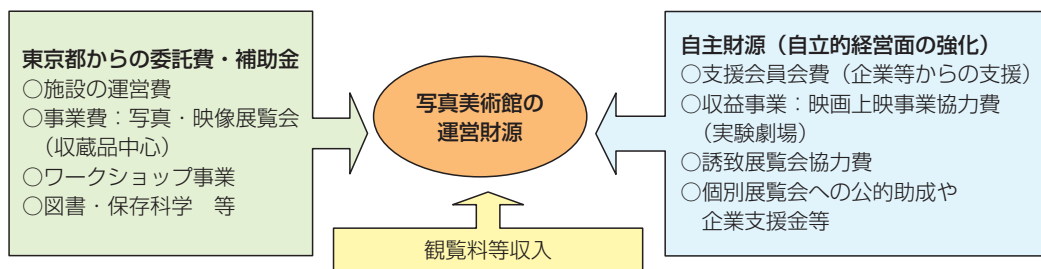 東京都からの委託費・補助金
○施設の運営費
○事業費：写真・映像展覧会
（収蔵品中心）
○ワークショップ事業
○図書・保存科学　等
写真美術館の
運営財源
自主財源（自立的経営面の強化）
○支援会員会費（企業等からの支援）
○収益事業：映画上映事業協力費
（実験劇場）
○誘致展覧会協力費
○個別展覧会への公的助成や
企業支援金等
観覧料等収入